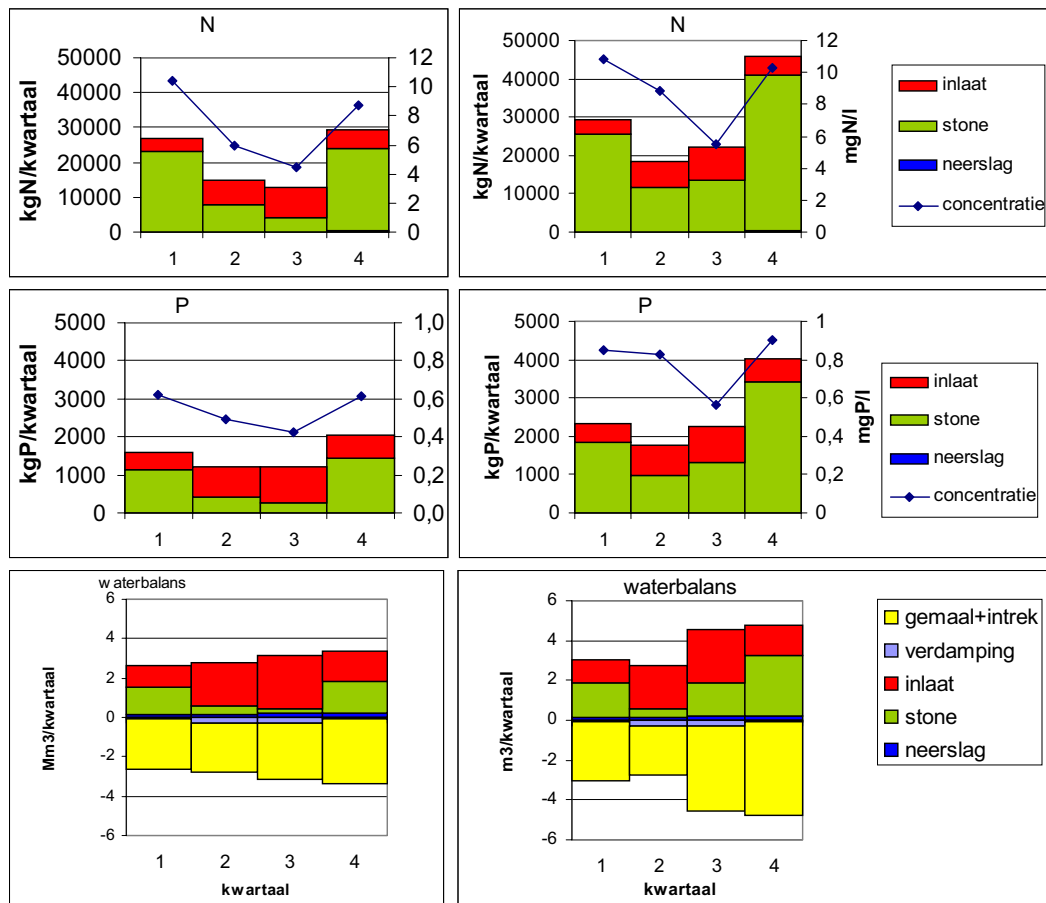 N
kgN/kwartaal
50000
40000
30000
20000
10000
0
12
10
8
6
4
2
0
1 2 3 4
N
50000
40000
30000
20000
10000
0
12
10
8
6
4
2
0
mgN/l
1 2 3 4
inlaat
stone
neerslag
concentratie
P
kgP/kwartaal
5000
4000
3000
2000
1000
0
1,0
0,8
0,6
0,4
0,2
0,0
1 2 3 4
P
kgP/kwartaal
5000
4000
3000
2000
1000
0
1
0,8
0,6
0,4
0,2
0
mgP/l
1 2 3 4
inlaat
stone
neerslag
concentratie
waterbalans
Mm3/kwartaal
6
4
2
0
-2
-4
-6
1 2 3 4
kwartaal
waterbalans
m3/kwartaal
6
4
2
0
-2
-4
-6
1 2 3 4
kwartaal
gemaal+intrek
verdamping
inlaat
stone
neerslag
kgN/kwartaal